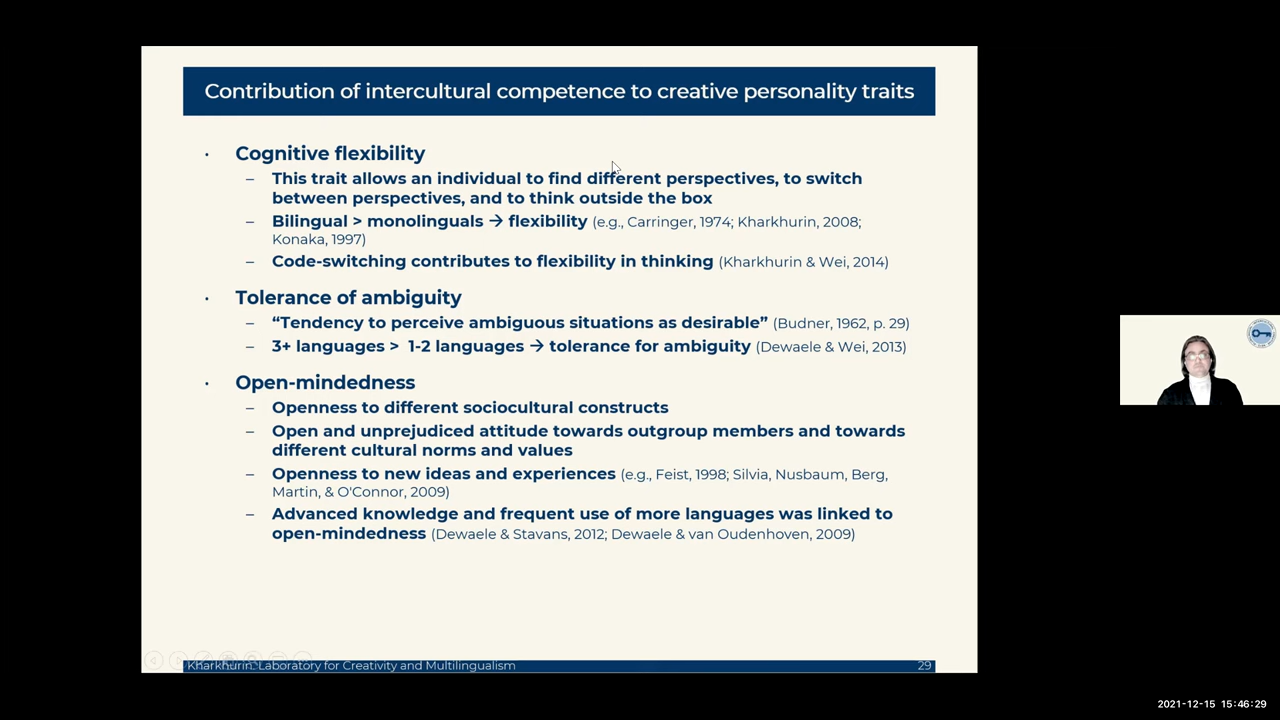 Contribution of intercultural competence to creative personality traits
• Cognitive flexibility
– This trait allows an individual to find different perspectives, to switch
between perspectives, and to think outside the box
– Bilingual > monolinguals → flexibility (e.g., Carringer, 1974; Kharkhurin, 2008;
Konaka, 1997)
– Code-switching contributes to flexibility in thinking (Kharkhurin & Wei, 2014)
• Tolerance of ambiguity
– “Tendency to perceive ambiguous situations as desirable” (Budner, 1962, p. 29)
– 3+ languages > 1-2 languages → tolerance for ambiguity (Dewaele & Wei, 2013)
• Open-mindedness
– Openness to different sociocultural constructs
– Open and unprejudiced attitude towards outgroup members and towards
different cultural norms and values
– Openness to new ideas and experiences (e.g., Feist, 1998; Silvia, Nusbaum, Berg,
Martin, & O'Connor, 2009)
– Advanced knowledge and frequent use of more languages was linked to
open-mindedness (Dewaele & Stavans, 2012; Dewaele & van Oudenhoven, 2009)
Kharkhurin: Laboratory for Creativity and Multilingualism 29
2021-12-15 15:46:29